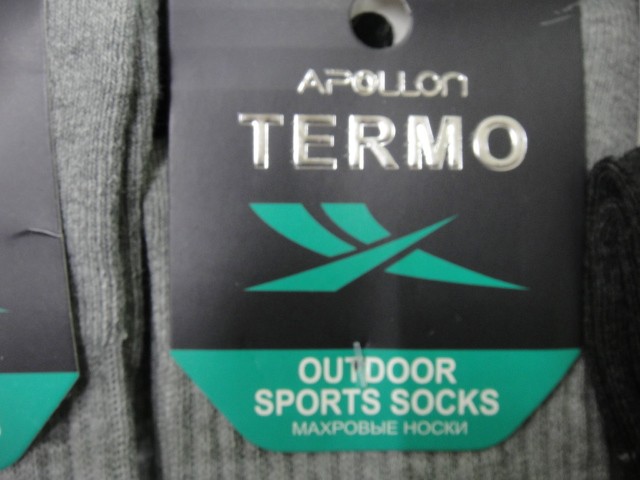 APOLLON
TERMO
OUTDOOR
SPORTS SOCKS
МАХРОВЫЕ НОСКИ